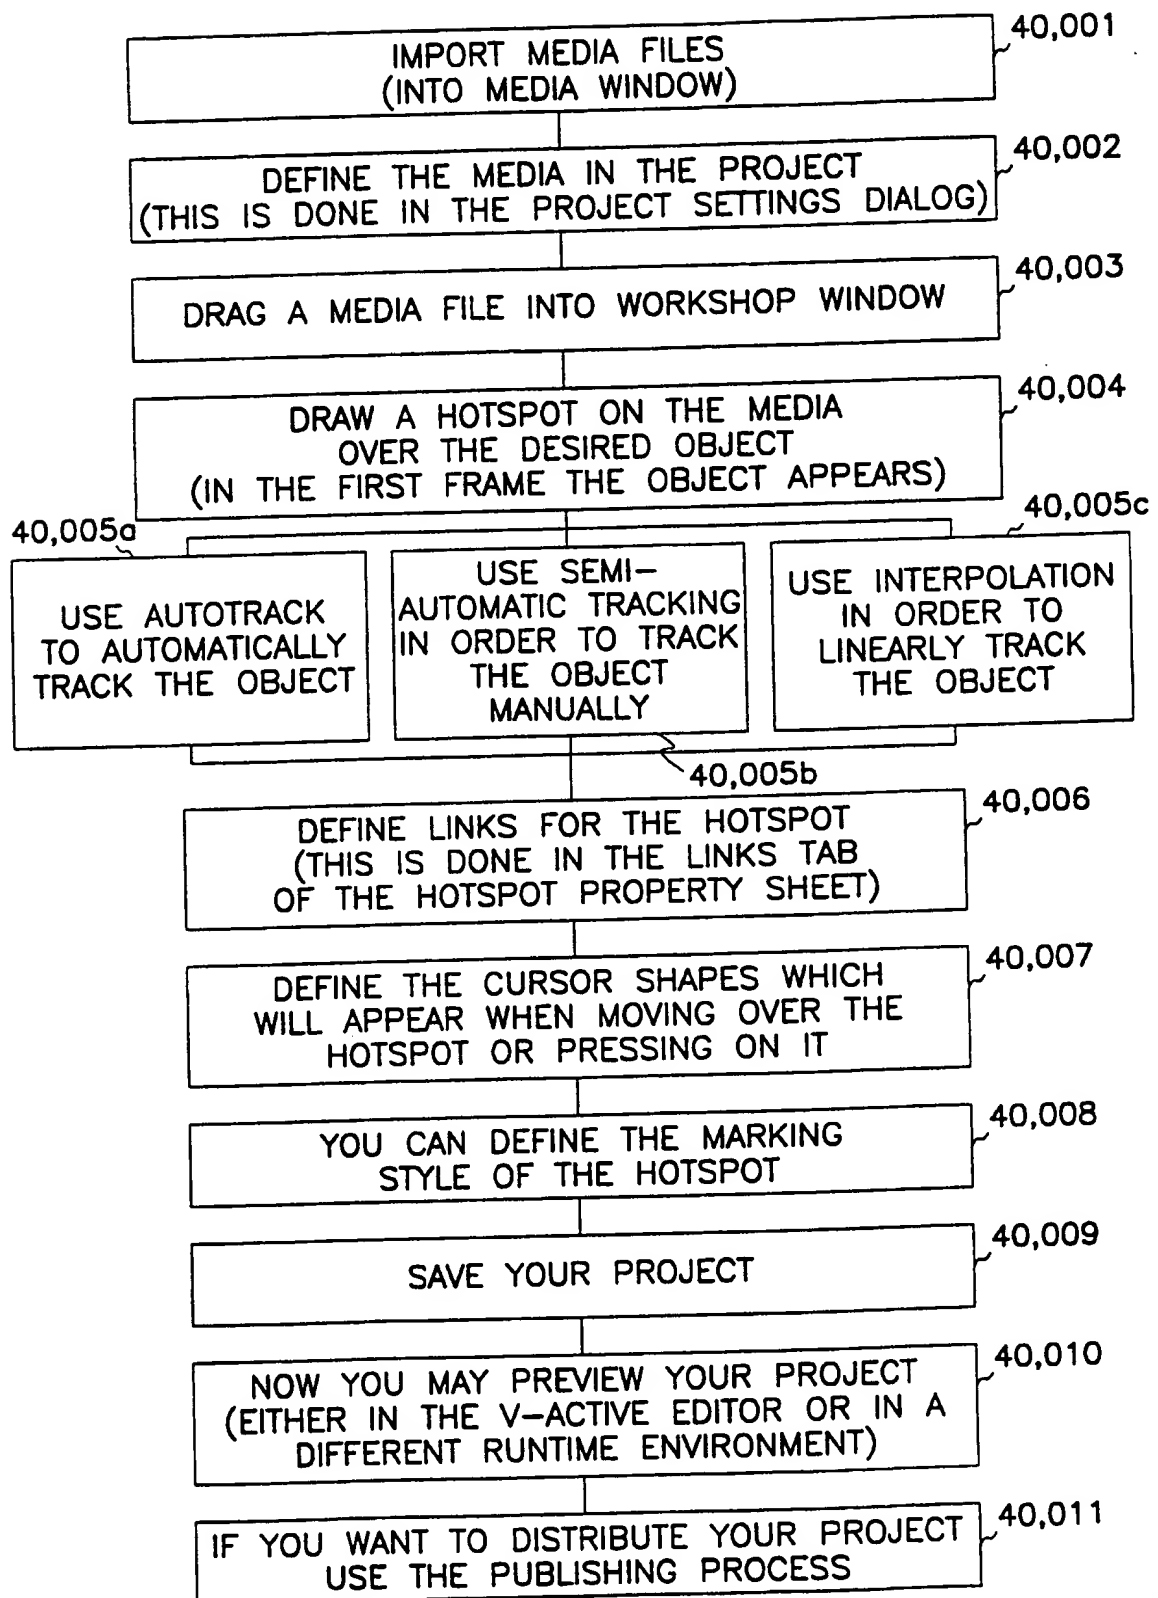 40,001
IMPORT MEDIA FILES
(INTO MEDIA WINDOW)
40,002
DEFINE THE MEDIA IN THE PROJECT
(THIS IS DONE IN THE PROJECT SETTINGS DIALOG)
40,003
DRAG A MEDIA FILE INTO WORKSHOP WINDOW
40,004
DRAW A HOTSPOT ON THE MEDIA
OVER THE DESIRED OBJECT
(IN THE FIRST FRAME THE OBJECT APPEARS)
40,005a
USE AUTOTRACK
TO AUTOMATICALLY
TRACK THE OBJECT
USE SEMI-
AUTOMATIC TRACKING
IN ORDER TO TRACK
THE OBJECT
MANUALLY
40,005b
40,005c
USE INTERPOLATION
IN ORDER TO
LINEARLY TRACK
THE OBJECT
40,006
DEFINE LINKS FOR THE HOTSPOT
(THIS IS DONE IN THE LINKS TAB
OF THE HOTSPOT PROPERTY SHEET)
40,007
DEFINE THE CURSOR SHAPES WHICH
WILL APPEAR WHEN MOVING OVER THE
HOTSPOT OR PRESSING ON IT
40,008
YOU CAN DEFINE THE MARKING
STYLE OF THE HOTSPOT
40,009
SAVE YOUR PROJECT
40,010
NOW YOU MAY PREVIEW YOUR PROJECT
(EITHER IN THE V-ACTIVE EDITOR OR IN A
DIFFERENT RUNTIME ENVIRONMENT)
40,011
IF YOU WANT TO DISTRIBUTE YOUR PROJECT
USE THE PUBLISHING PROCESS